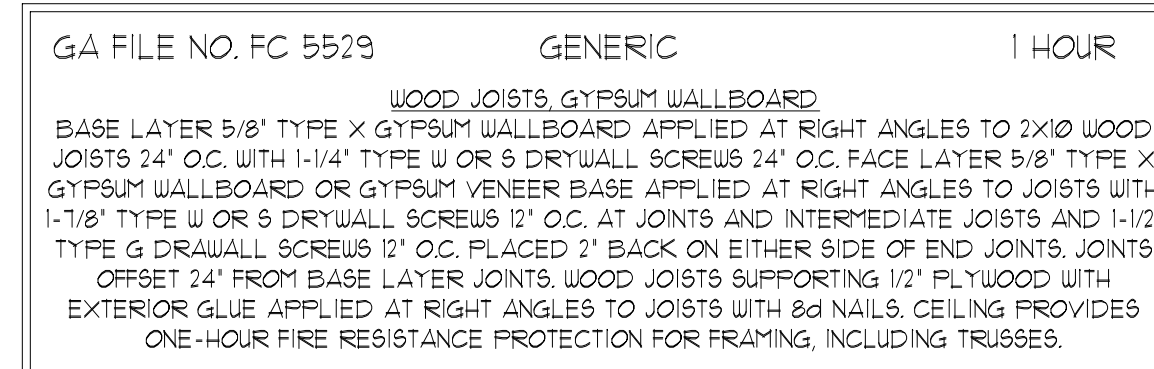 GA FILE NO. FC 5529 GENERIC 1 HOUR
WOOD JOISTS, GYPSUM WALLBOARD
BASE LAYER 5/8" TYPE X GYPSUM WALLBOARD APPLIED AT RIGHT ANGLES TO 2X10 WOOD
JOISTS 24" O.C. WITH 1-1/4" TYPE W OR S DRYWALL SCREWS 24" O.C. FACE LAYER 5/8" TYPE X
GYPSUM WALLBOARD OR GYPSUM VENEER BASE APPLIED AT RIGHT ANGLES TO JOISTS WITH
1-7/8" TYPE W OR S DRYWALL SCREWS 12" O.C. AT JOINTS AND INTERMEDIATE JOISTS AND 1-1/2
TYPE G DRAWALL SCREWS 12" O.C. PLACED 2" BACK ON EITHER SIDE OF END JOINTS. JOINTS
OFFSET 24" FROM BASE LAYER JOINTS. WOOD JOISTS SUPPORTING 1/2" PLYWOOD WITH
EXTERIOR GLUE APPLIED AT RIGHT ANGLES TO JOISTS WITH 8d NAILS. CEILING PROVIDES
ONE-HOUR FIRE RESISTANCE PROTECTION FOR FRAMING, INCLUDING TRUSSES.